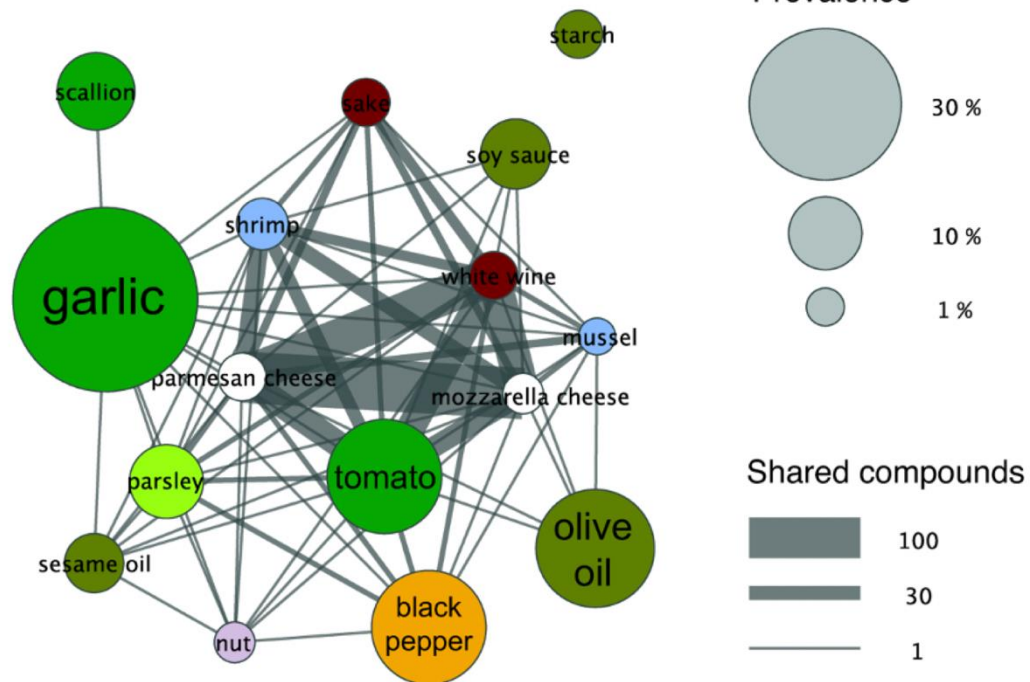 Prevalence
starch
scallion
sake
30 %
soy sauce
shrimp
10 %
white wine
garlic
1 %
mussel
parmesan cheese
mozzarella cheese
tomato
parsley
Shared compounds
olive
oil
100
sesame oil
30
black
pepper
nut
1